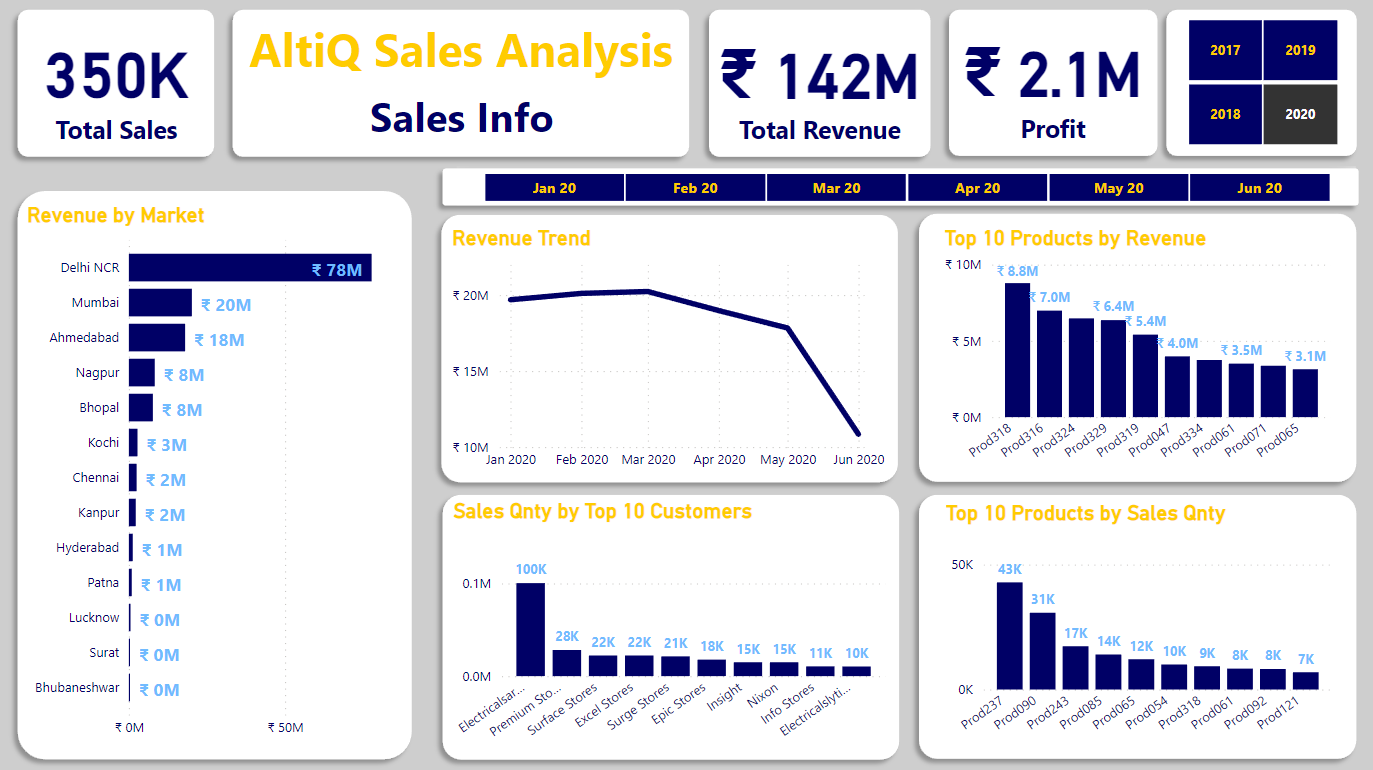 350K
Total Sales
AltiQ Sales Analysis
Sales Info
₹ 142M
Total Revenue
₹ 2.1M
Profit
2017 2019
2018 2020
Jan 20 Feb 20 Mar 20 Apr 20 May 20 Jun 20
Revenue by Market
Delhi NCR ₹ 78M
Mumbai ₹ 20M
Ahmedabad ₹ 18M
Nagpur ₹ 8M
Bhopal ₹ 8M
Kochi ₹ 3M
Chennai ₹ 2M
Kanpur ₹ 2M
Hyderabad ₹ 1M
Patna ₹ 1M
Lucknow ₹ 0M
Surat ₹ 0M
Bhubaneshwar ₹ 0M
₹ 0M ₹ 50M
Revenue Trend
₹ 20M
₹ 15M
₹ 10M
Jan 2020 Feb 2020 Mar 2020 Apr 2020 May 2020 Jun 2020
Top 10 Products by Revenue
₹ 10M
₹ 5M
₹ 0M
₹ 8.8M ₹ 7.0M ₹ 6.4M ₹ 5.4M ₹ 4.0M ₹ 3.5M ₹ 3.1M
Prod318 Prod316 Prod324 Prod329 Prod319 Prod047 Prod334 Prod061 Prod071 Prod065
Sales Qnty by Top 10 Customers
0.1M
0.0M
100K 28K 22K 22K 21K 18K 15K 15K 11K 10K
Electricalsar... Premium Sto... Surface Stores Excel Stores Surge Stores Epic Stores Insight Nixon Info Stores Electricalslyti...
Top 10 Products by Sales Qnty
50K
0K
43K 31K 17K 14K 12K 10K 9K 8K 8K 7K
Prod237 Prod090 Prod243 Prod085 Prod065 Prod054 Prod318 Prod061 Prod092 Prod121